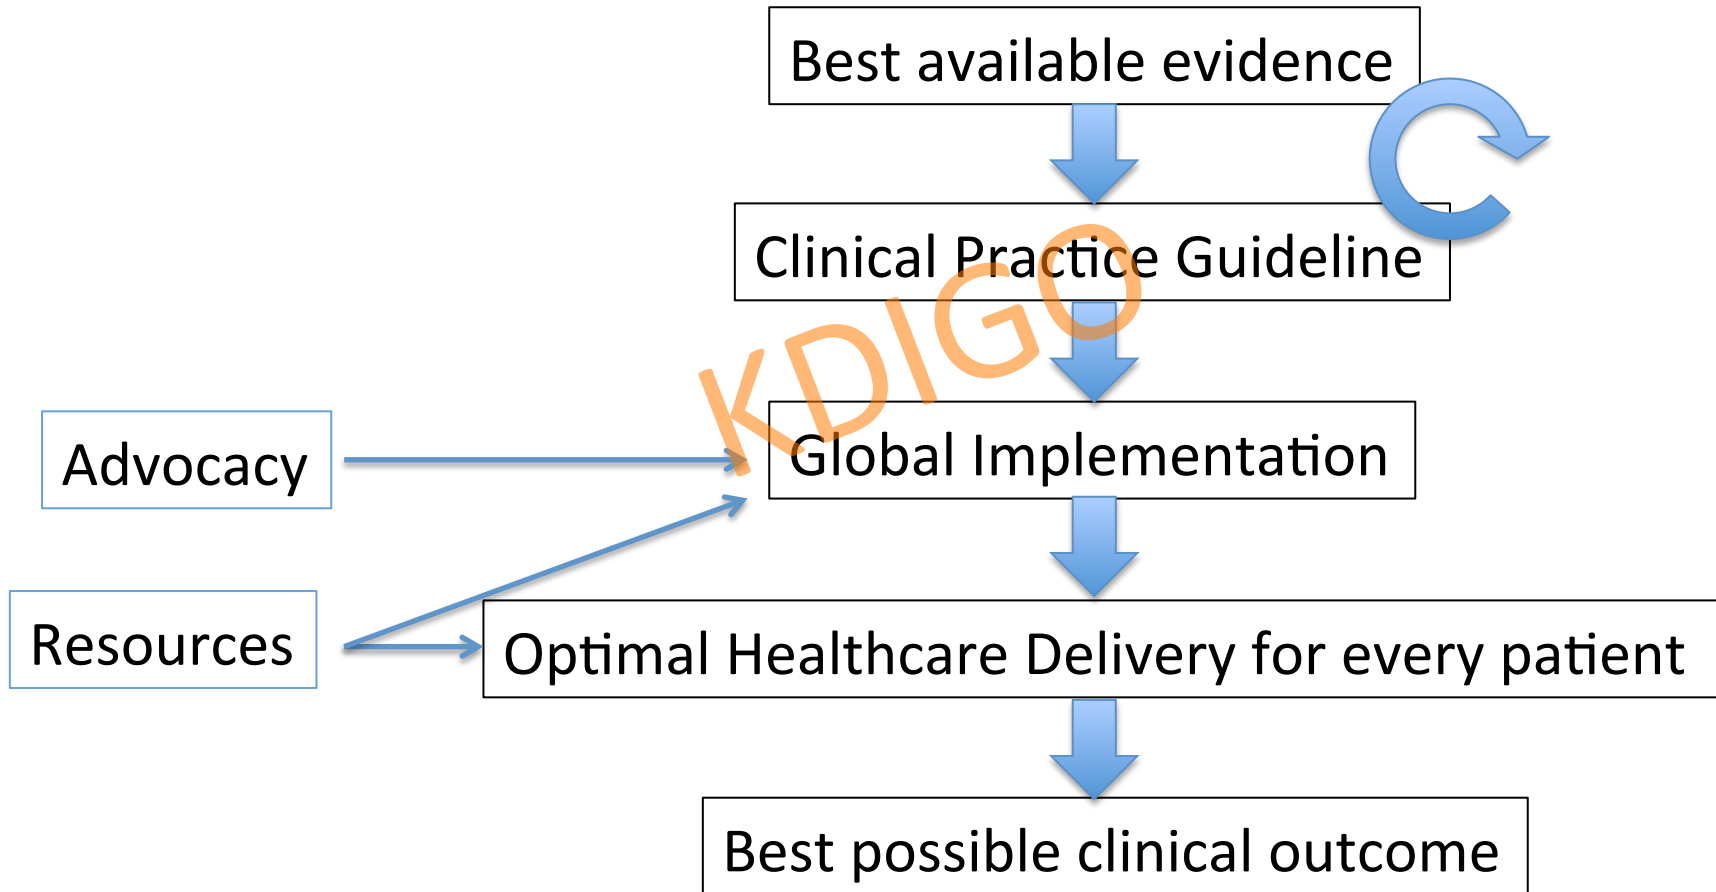 Best available evidence
Clinical Practice Guideline
KDIGO
Advocacy
Global Implementation
Resources
Optimal Healthcare Delivery for every patient
Best possible clinical outcome